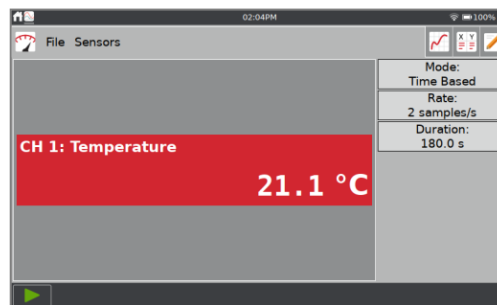 02:04PM
100%
File Sensors
X Y
Mode:
Time Based
Rate:
2 samples/s
Duration:
180.0 s
CH 1: Temperature
21.1 °C